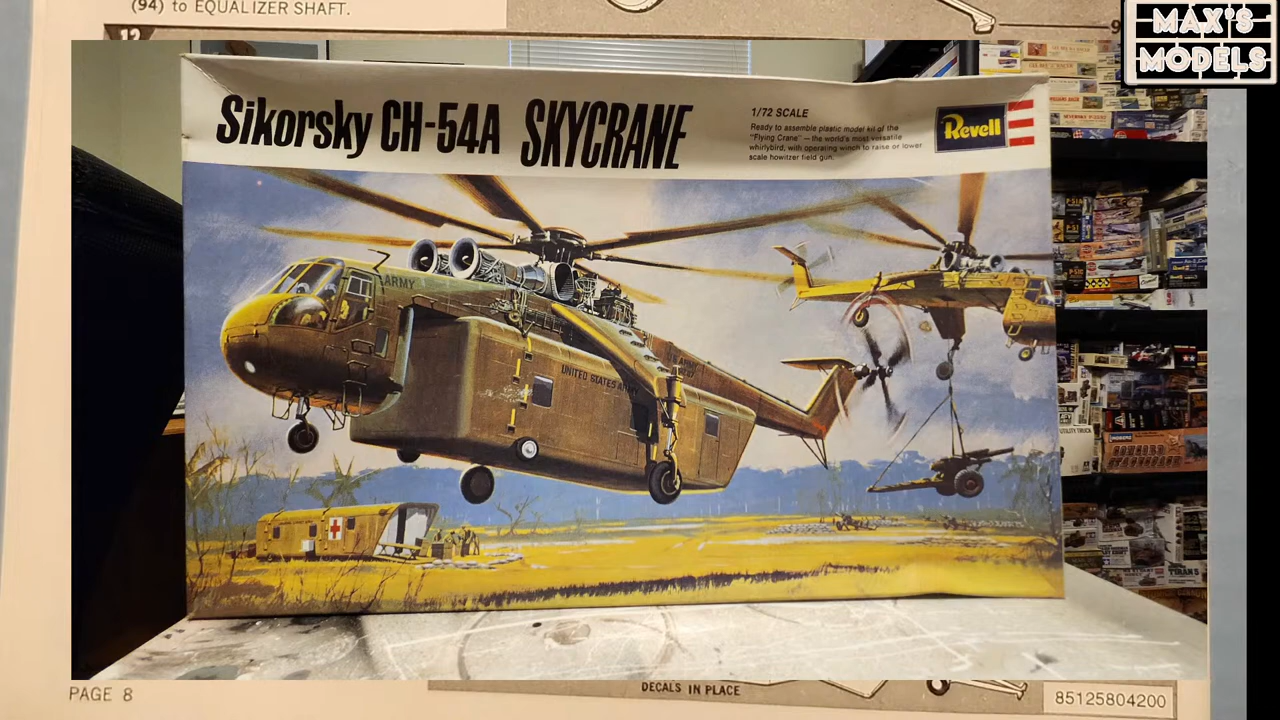 (94) to EQUALIZER SHAFT.
12
9
MAX'S
MODELS
Sikorsky CH-54A SKYCRANE
1/72 SCALE
Ready to assemble plastic model kit of the
"Flying Crane" — the world's most versatile
whirlybird, with operating winch to raise or lower
scale howitzer field gun.
Revell
ARMY
UNITED STATES ARMY
PAGE 8
DECALS IN PLACE
85125804200